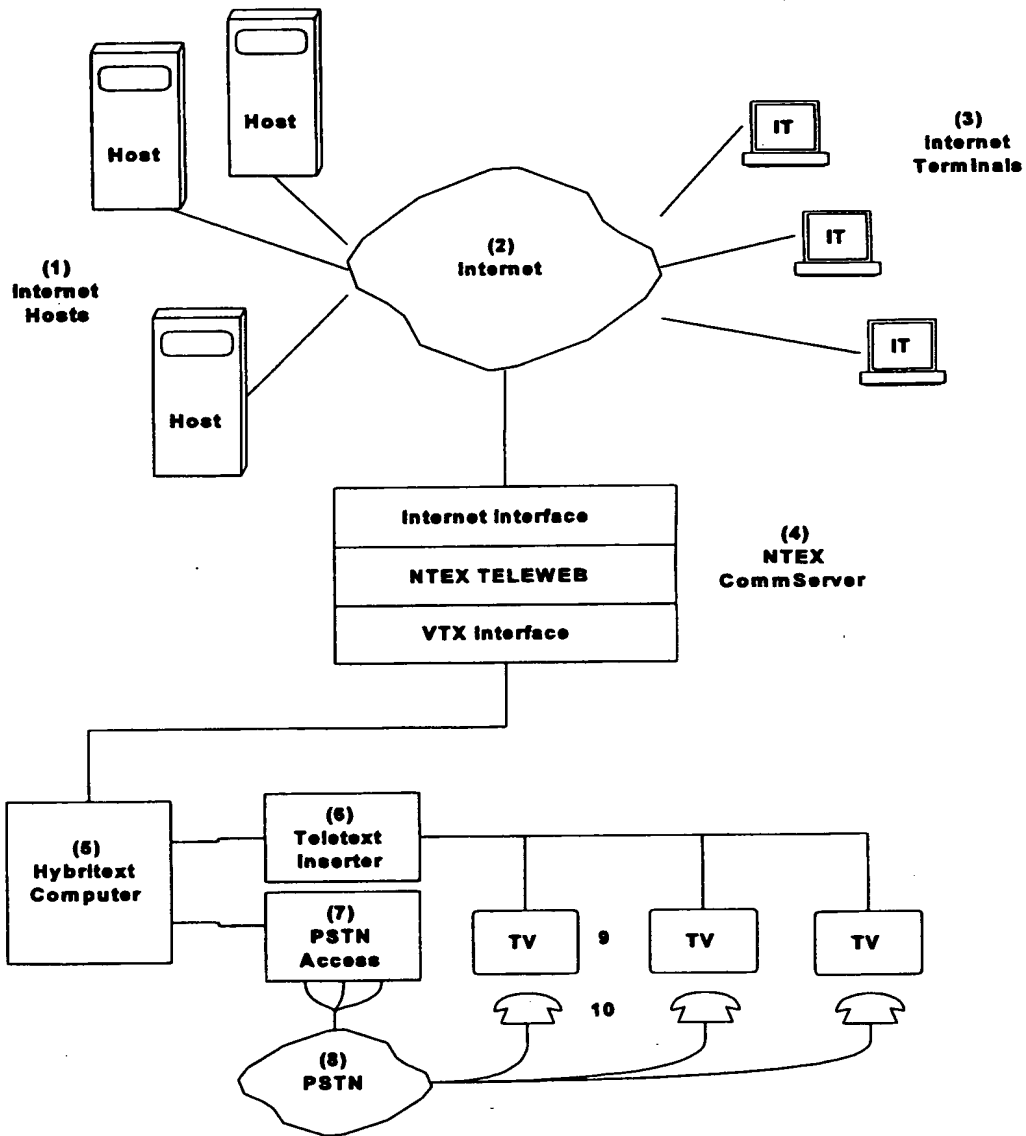 Host
Host
IT
(3)
Internet
Terminals
(2)
Internet
IT
(1)
Internet
Hosts
IT
Host
Internet Interface
NTEX TELEWEB
VTX Interface
(4)
NTEX
CommServer
(5)
Hybritext
Computer
(6)
Teletext
Inserter
(7)
PSTN
Access
TV
9
TV
TV
10
(8)
PSTN